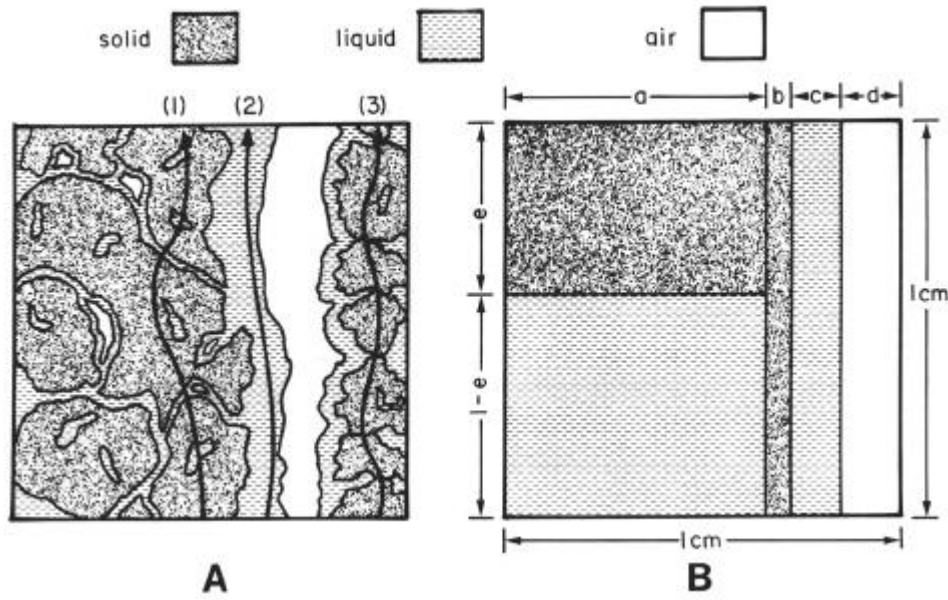 solid liquid air
(1) (2) (3)
a b c d
e
1-e
1cm
1cm
A B